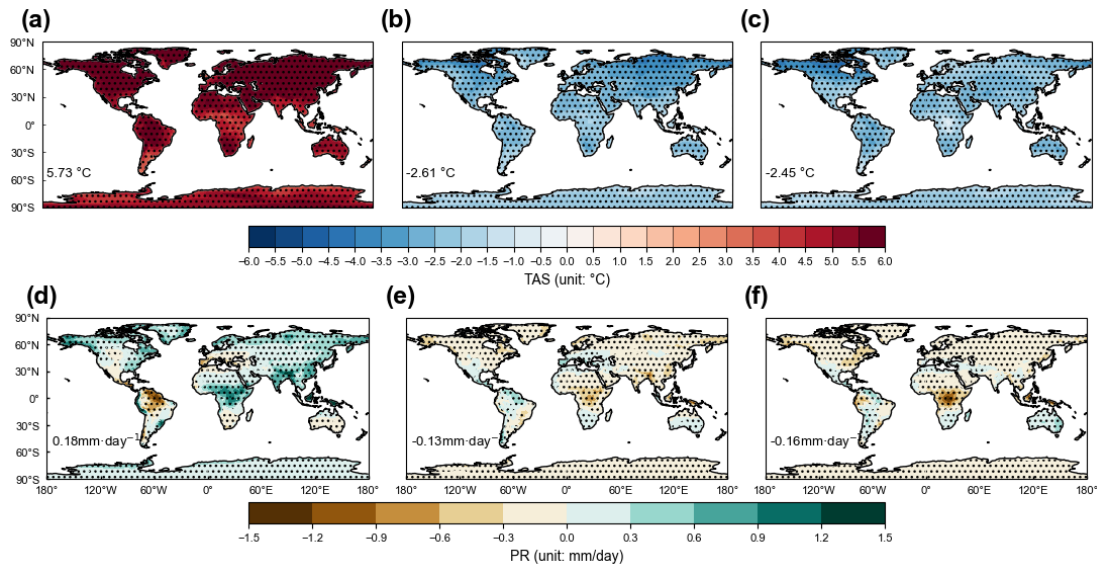 (a) (b) (c)
90°N
60°N
30°N
0°
30°S
60°S
90°S
5.73 °C -2.61 °C -2.45 °C
−6.0 −5.5 −5.0 −4.5 −4.0 −3.5 −3.0 −2.5 −2.0 −1.5 −1.0 −0.5 0.0 0.5 1.0 1.5 2.0 2.5 3.0 3.5 4.0 4.5 5.0 5.5 6.0
TAS (unit: °C)
(d) (e) (f)
90°N
60°N
30°N
0°
30°S
60°S
90°S
0.18mm·day⁻¹ -0.13mm·day⁻ -0.16mm·day⁻
180° 120°W 60°W 0° 60°E 120°E 180° 180° 120°W 60°W 0° 60°E 120°E 180° 180° 120°W 60°W 0° 60°E 120°E 180°
−1.5 −1.2 −0.9 −0.6 −0.3 0.0 0.3 0.6 0.9 1.2 1.5
PR (unit: mm/day)